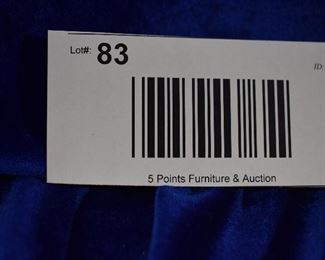 Lot#: 83
ID:
5 Points Furniture & Auction